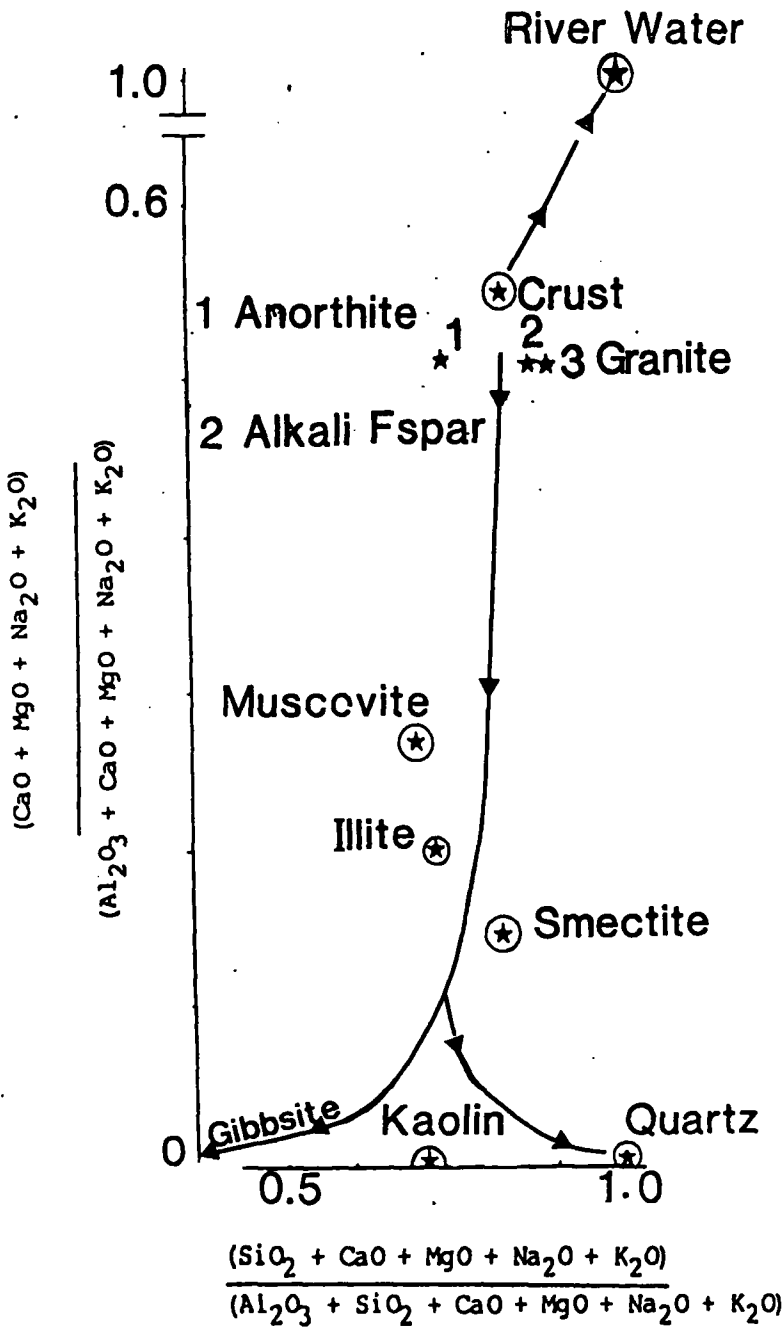 River Water
1.0
0.6
Crust
1 Anorthite
1
2
3 Granite
2 Alkali Fspar
(CaO + MgO + Na₂O + K₂O)
(Al₂O₃ + CaO + MgO + Na₂O + K₂O)
Muscovite
Illite
Smectite
Gibbsite
Kaolin
Quartz
0
0.5
1.0
(SiO₂ + CaO + MgO + Na₂O + K₂O)
(Al₂O₃ + SiO₂ + CaO + MgO + Na₂O + K₂O)